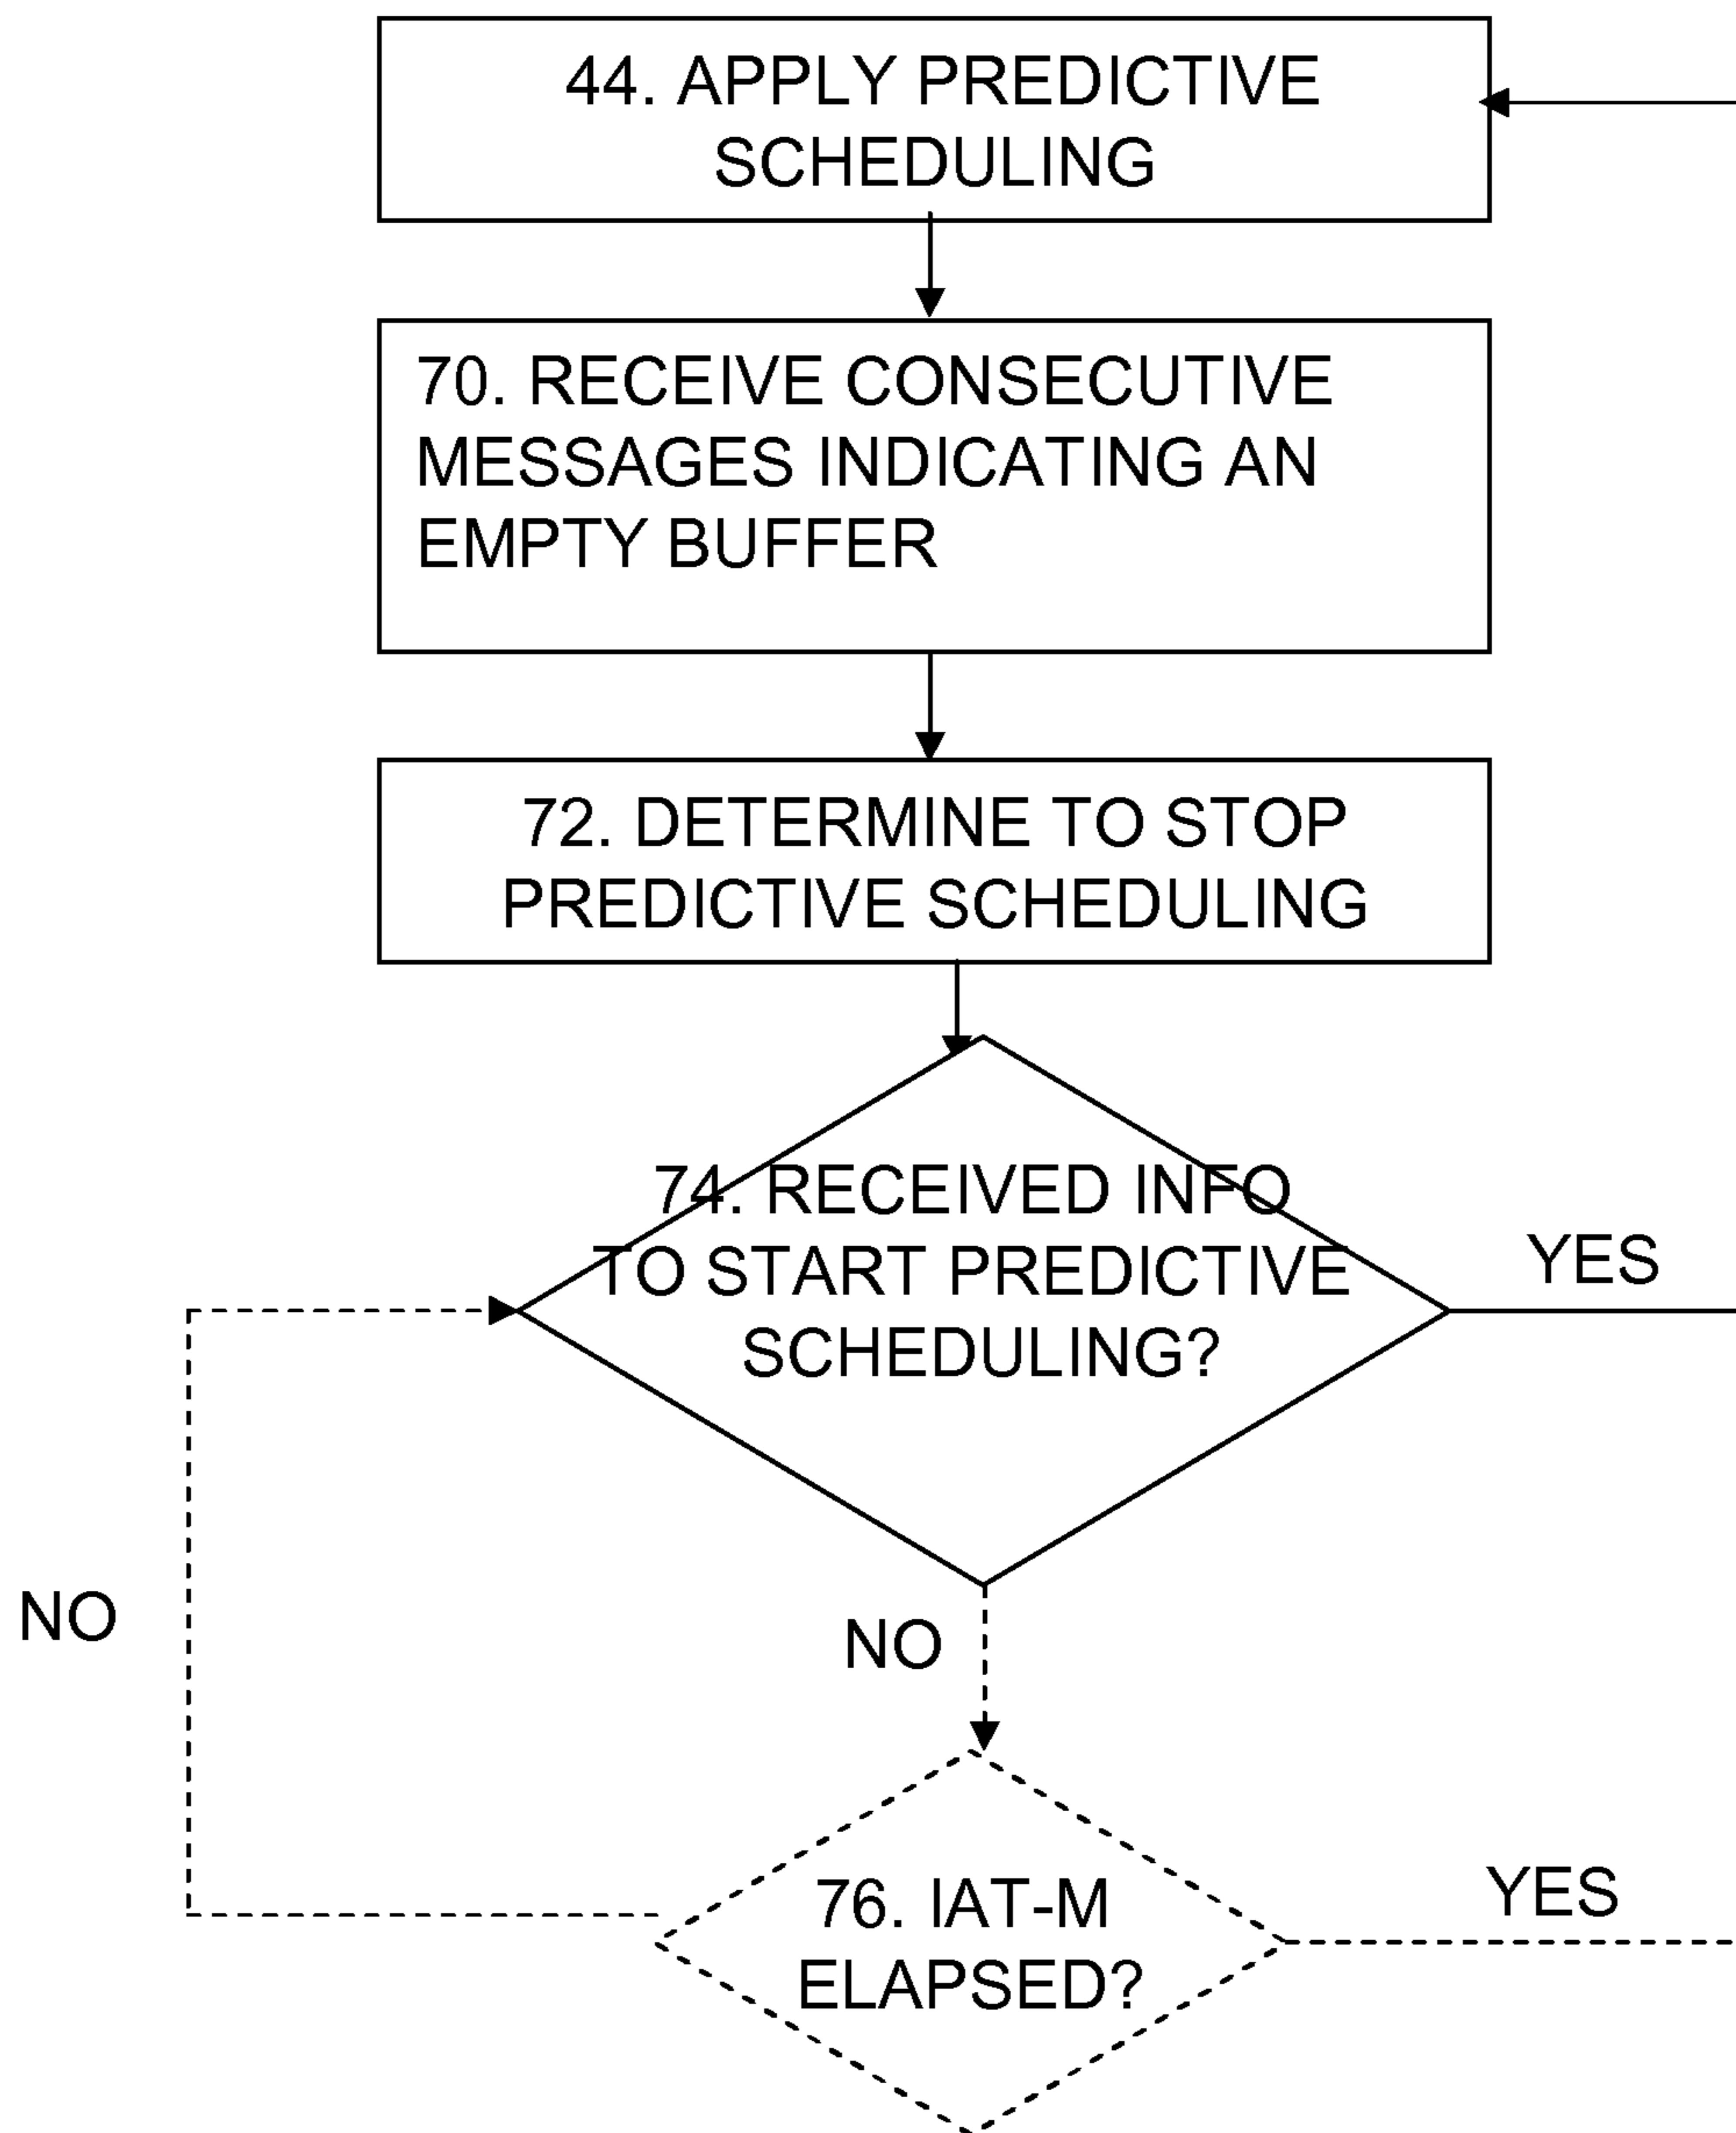 44. APPLY PREDICTIVE
SCHEDULING
70. RECEIVE CONSECUTIVE
MESSAGES INDICATING AN
EMPTY BUFFER
72. DETERMINE TO STOP
PREDICTIVE SCHEDULING
74. RECEIVED INFO
TO START PREDICTIVE
SCHEDULING?
YES
NO
NO
76. IAT-M
ELAPSED?
YES